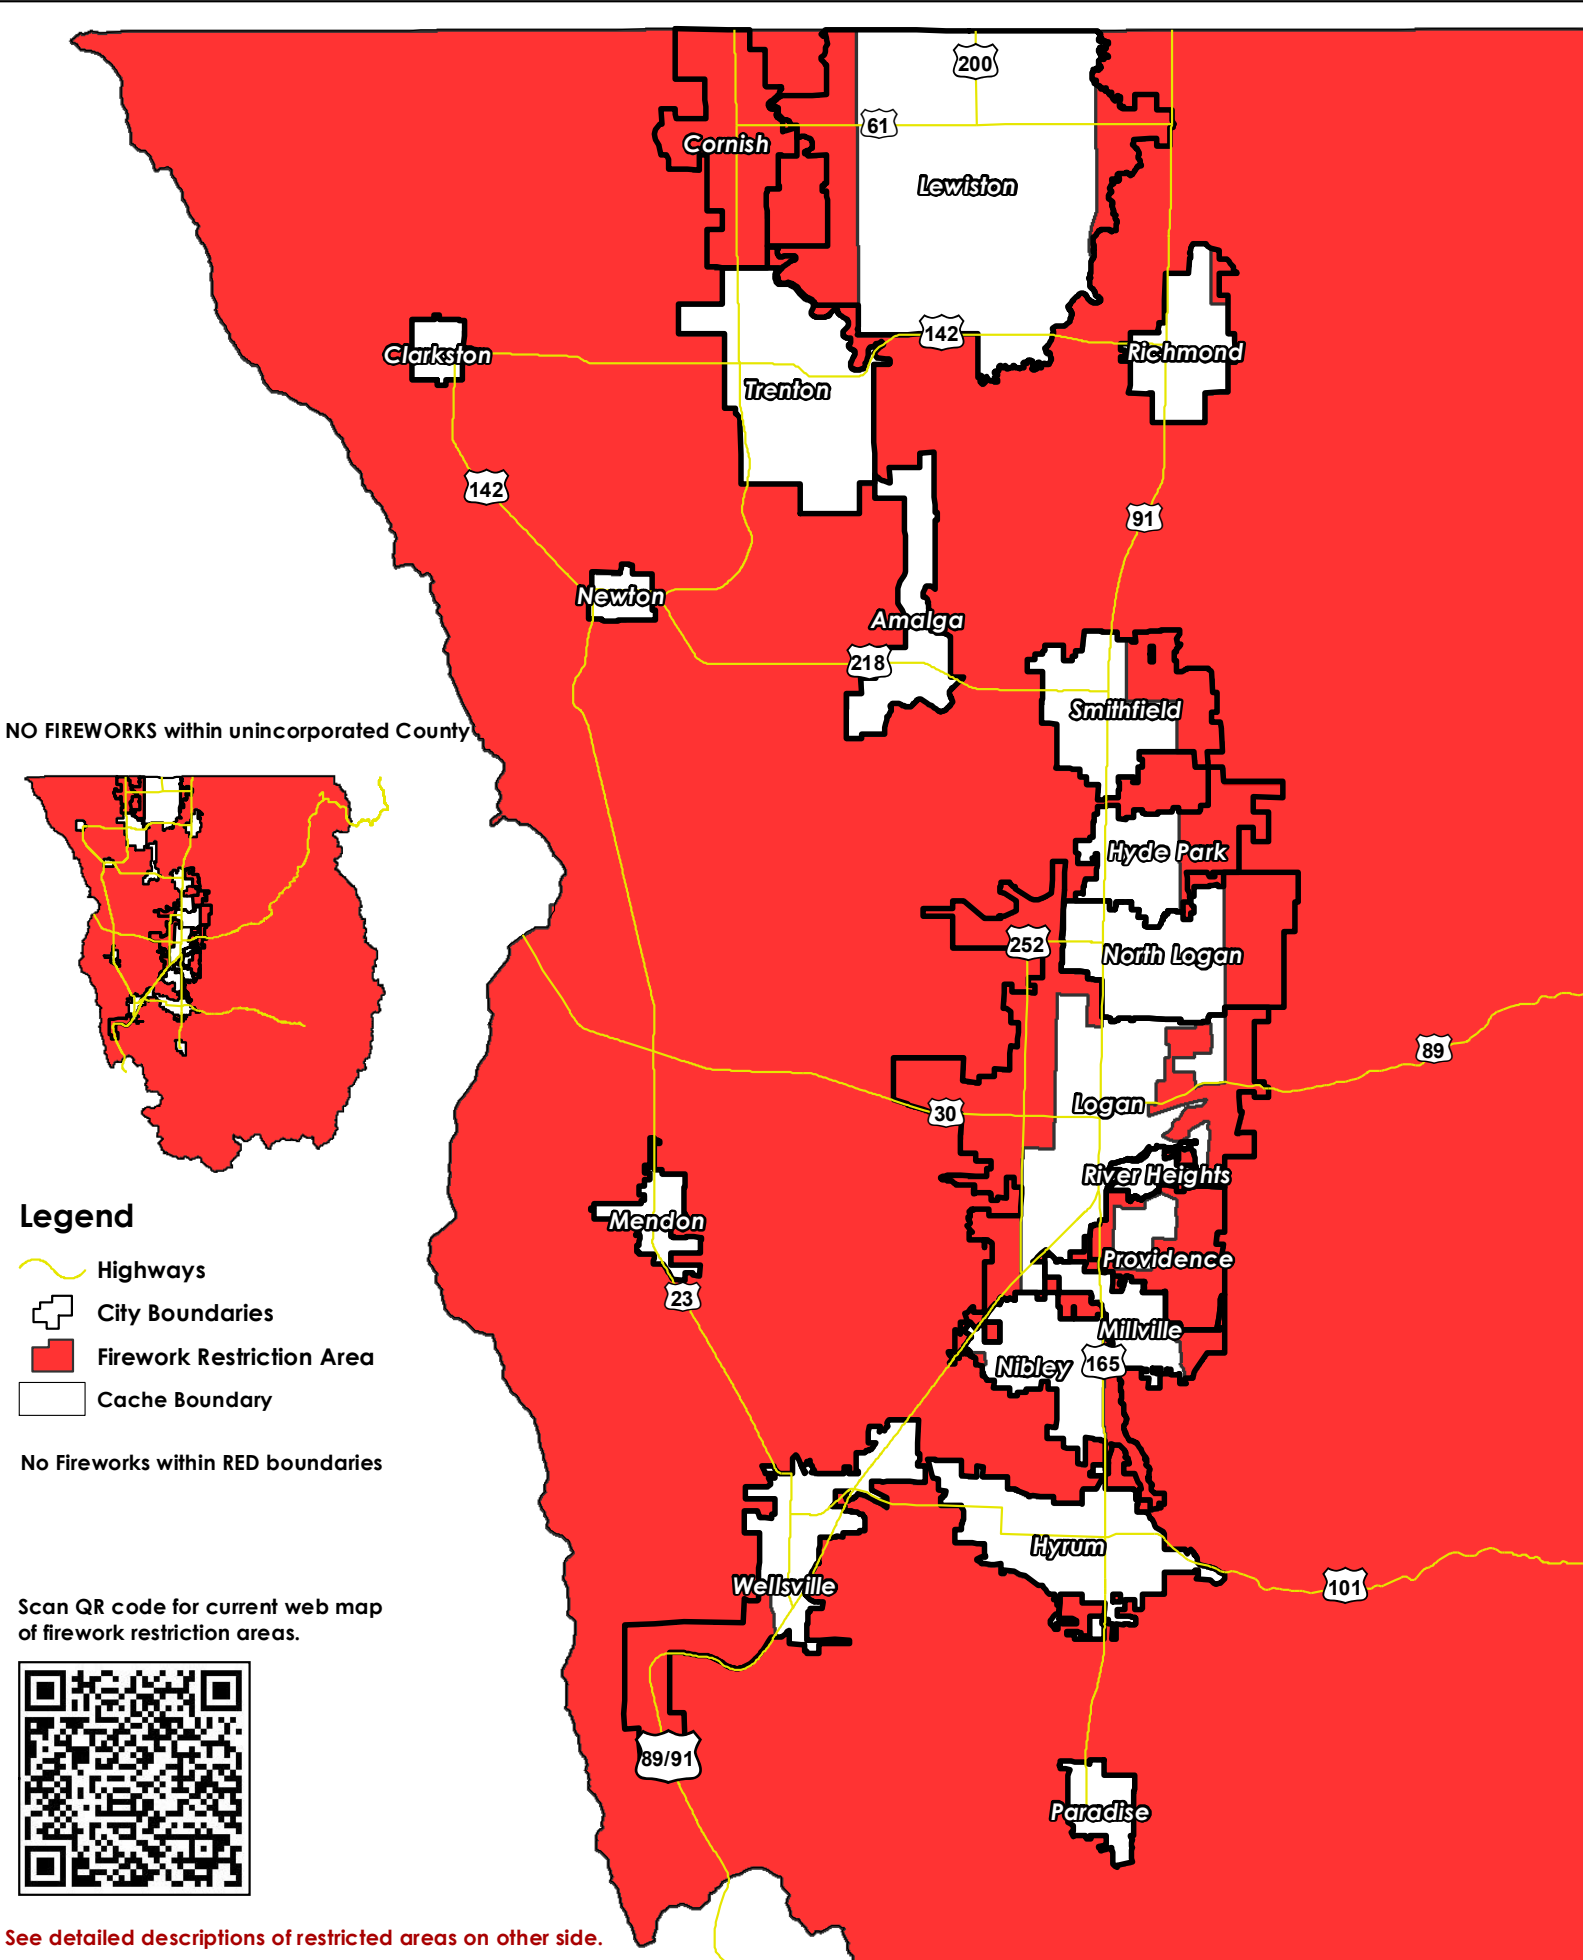 200
61
Cornish
Lewiston
142
Clarkston
Richmond
Trenton
142
91
Newton
Amalga
218
Smithfield
NO FIREWORKS within unincorporated County
Hyde Park
252
North Logan
89
Logan
30
River Heights
Legend
Mendon
Providence
Highways
23
City Boundaries
Millville
Firework Restriction Area
Nibley
165
Cache Boundary
No Fireworks within RED boundaries
Hyrum
Wellsville
101
Scan QR code for current web map
of firework restriction areas.
89/91
Paradise
See detailed descriptions of restricted areas on other side.